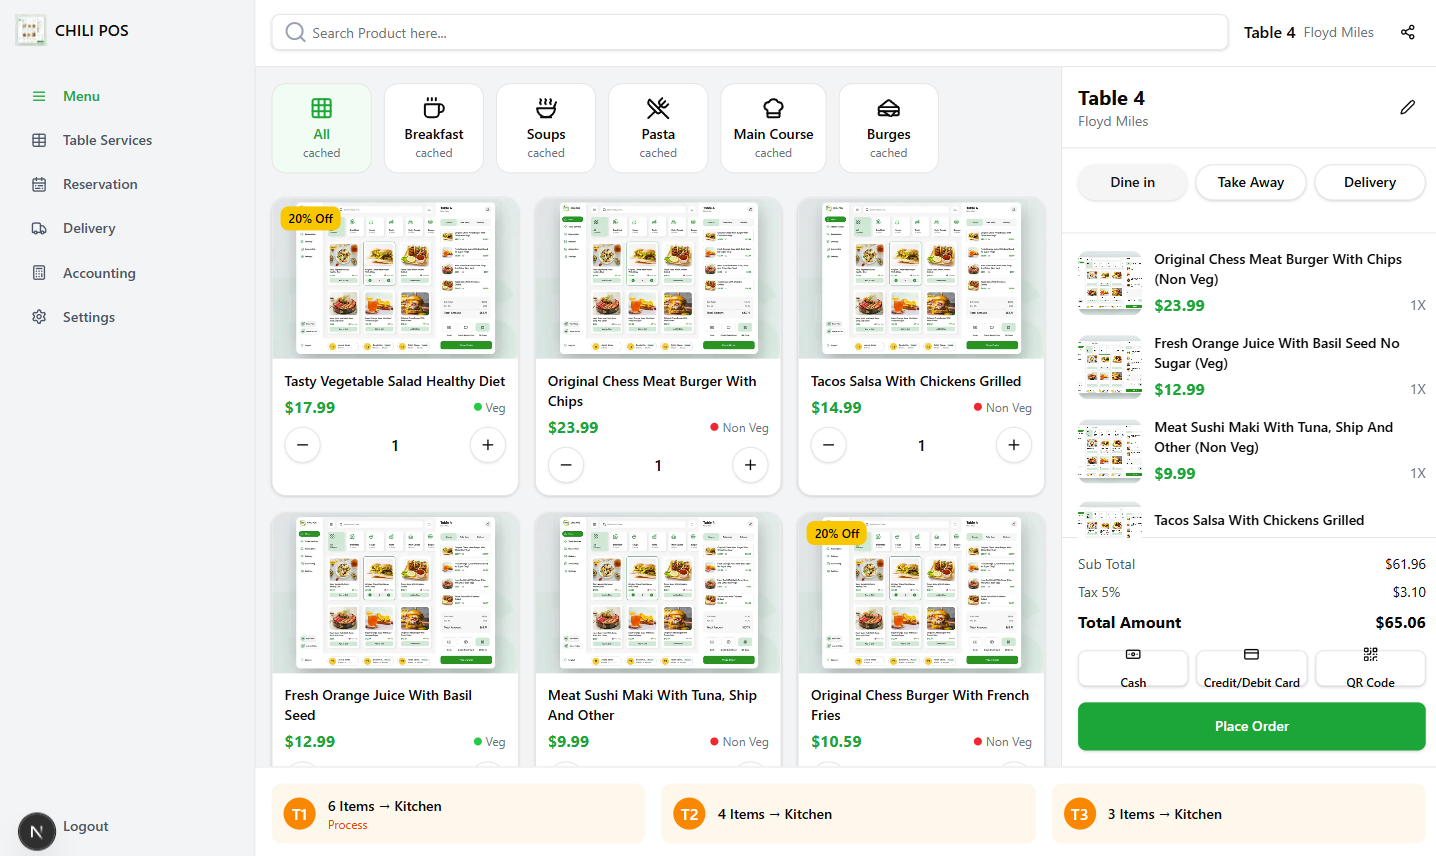 CHILI POS
Menu
Table Services
Reservation
Delivery
Accounting
Settings
N
Logout
Search Product here...
Table 4 Floyd Miles
All
cached
Breakfast
cached
Soups
cached
Pasta
cached
Main Course
cached
Burges
cached
20% Off
Tasty Vegetable Salad Healthy Diet
$17.99
Veg
1
Original Chess Meat Burger With
Chips
$23.99
Non Veg
1
Tacos Salsa With Chickens Grilled
$14.99
Non Veg
1
Fresh Orange Juice With Basil
Seed
$12.99
Veg
Meat Sushi Maki With Tuna, Ship
And Other
$9.99
Non Veg
20% Off
Original Chess Burger With French
Fries
$10.59
Non Veg
Table 4
Floyd Miles
Dine in
Take Away
Delivery
Original Chess Meat Burger With Chips
(Non Veg)
$23.99
1X
Fresh Orange Juice With Basil Seed No
Sugar (Veg)
$12.99
1X
Meat Sushi Maki With Tuna, Ship And
Other (Non Veg)
$9.99
1X
Tacos Salsa With Chickens Grilled
Sub Total $61.96
Tax 5% $3.10
Total Amount $65.06
Cash
Credit/Debit Card
QR Code
Place Order
T1
6 Items → Kitchen
Process
T2
4 Items → Kitchen
T3
3 Items → Kitchen